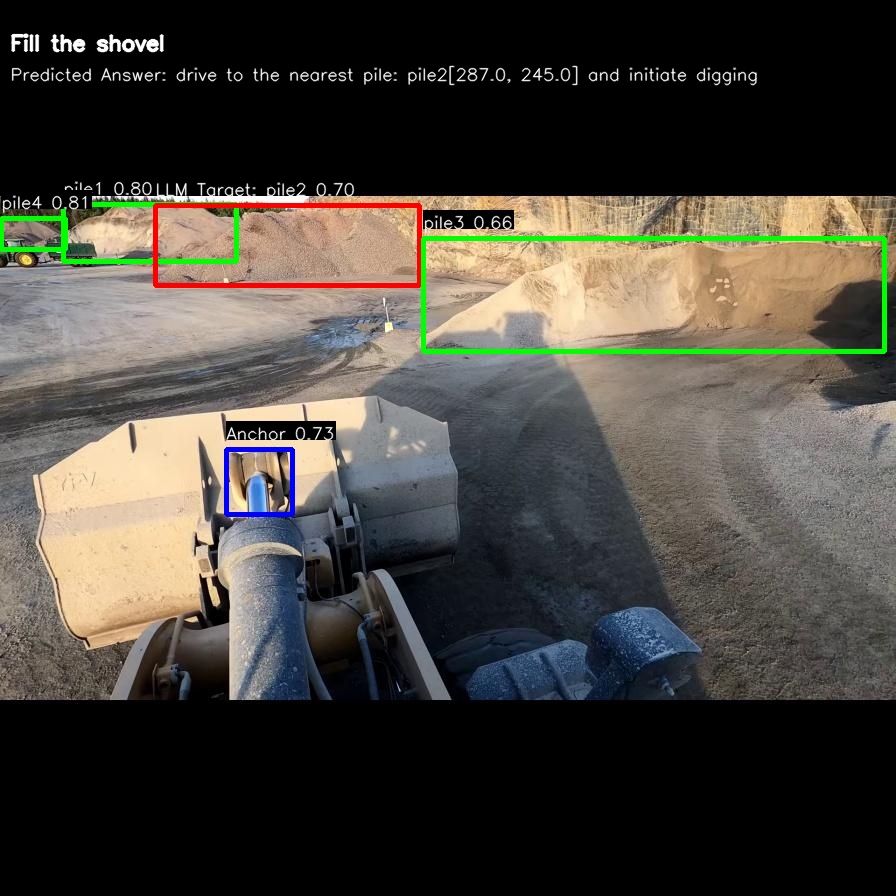 Fill the shovel
Predicted Answer: drive to the nearest pile: pile2[287.0, 245.0] and initiate digging
pile1 0.80 LLM Target: pile2 0.70
pile4 0.81
pile3 0.66
Anchor 0.73